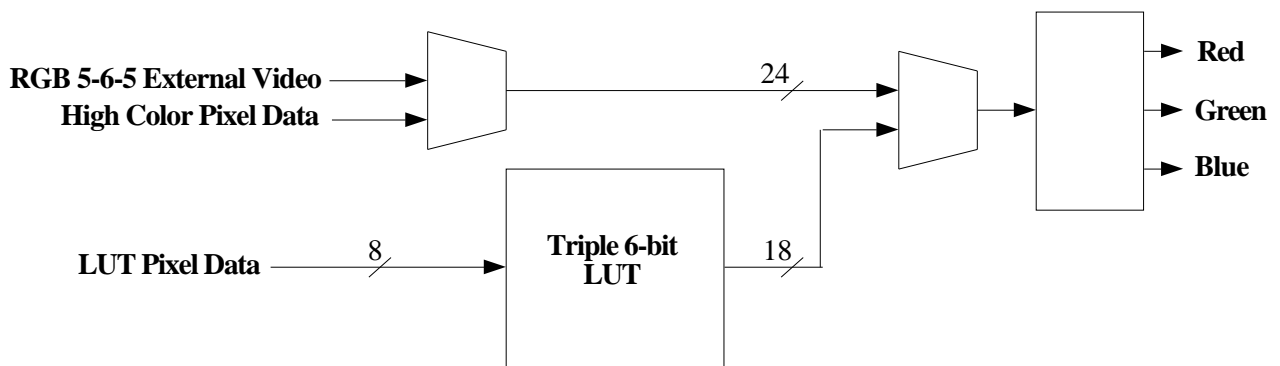 RGB 5-6-5 External Video
High Color Pixel Data
24
Red
Green
Blue
LUT Pixel Data
8
Triple 6-bit
LUT
18